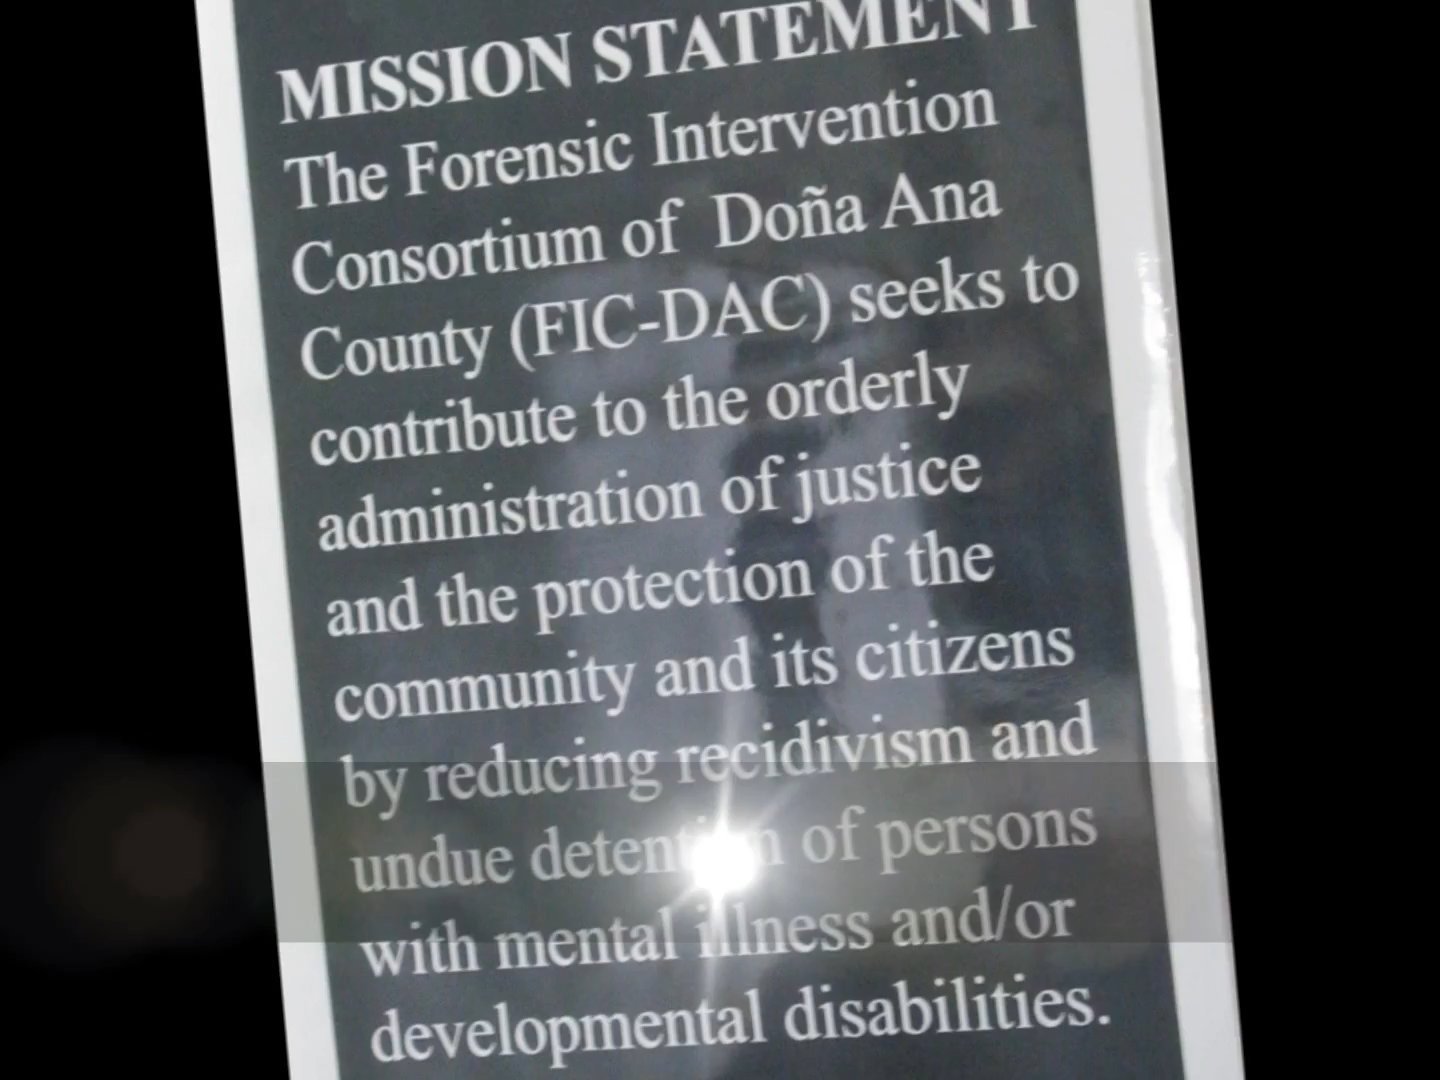 MISSION STATEMENT
The Forensic Intervention
Consortium of Doña Ana
County (FIC-DAC) seeks to
contribute to the orderly
administration of justice
and the protection of the
community and its citizens
by reducing recidivism and
undue detention of persons
with mental illness and/or
developmental disabilities.